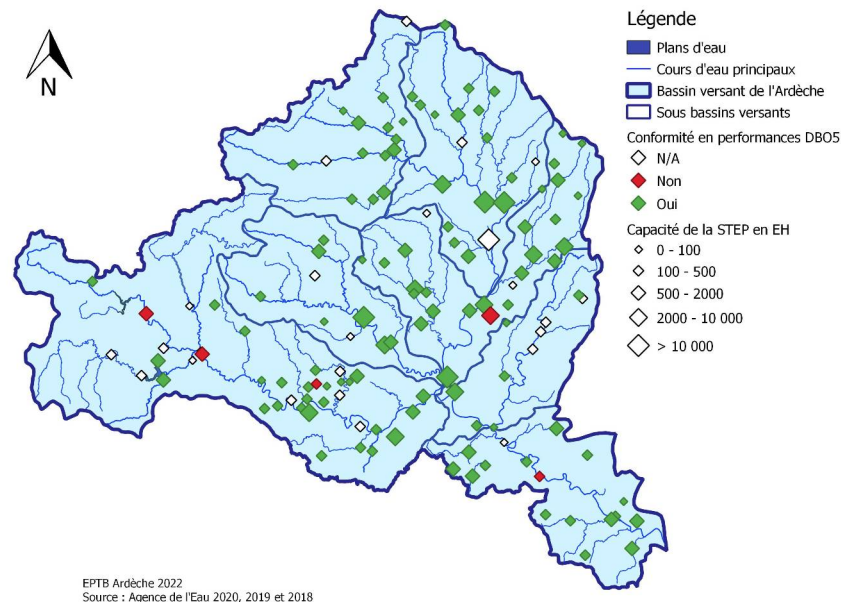 N
Légende
Plans d'eau
Cours d'eau principaux
Bassin versant de l'Ardèche
Sous bassins versants
Conformité en performances DBO5
N/A
Non
Oui
Capacité de la STEP en EH
0 - 100
100 - 500
500 - 2000
2000 - 10 000
> 10 000
EPTB Ardèche 2022
Source : Agence de l'Eau 2020, 2019 et 2018